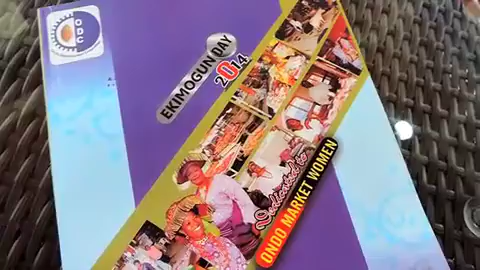 ODC
EKIMOGUN DAY
2014
Dedicated to
ONDO MARKET WOMEN